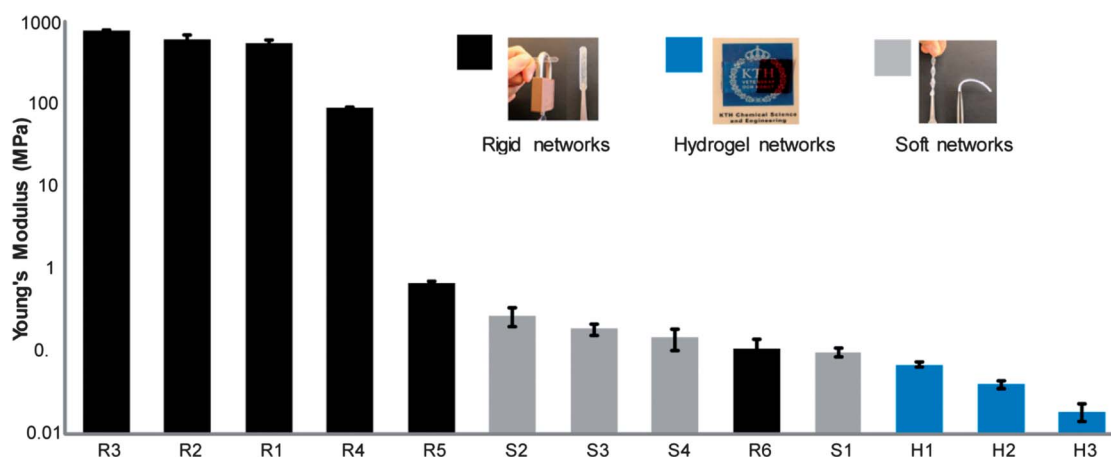 1000
100
10
1
0.
0.01
Young's Modulus (MPa)
Rigid networks
KTH
KTH Chemical Science
and Engineering
Hydrogel networks
Soft networks
R3 R2 R1 R4 R5 S2 S3 S4 R6 S1 H1 H2 H3